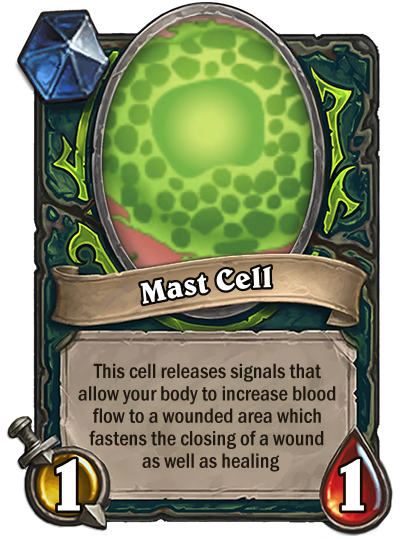 Mast Cell
This cell releases signals that
allow your body to increase blood
flow to a wounded area which
fastens the closing of a wound
as well as healing
1
1